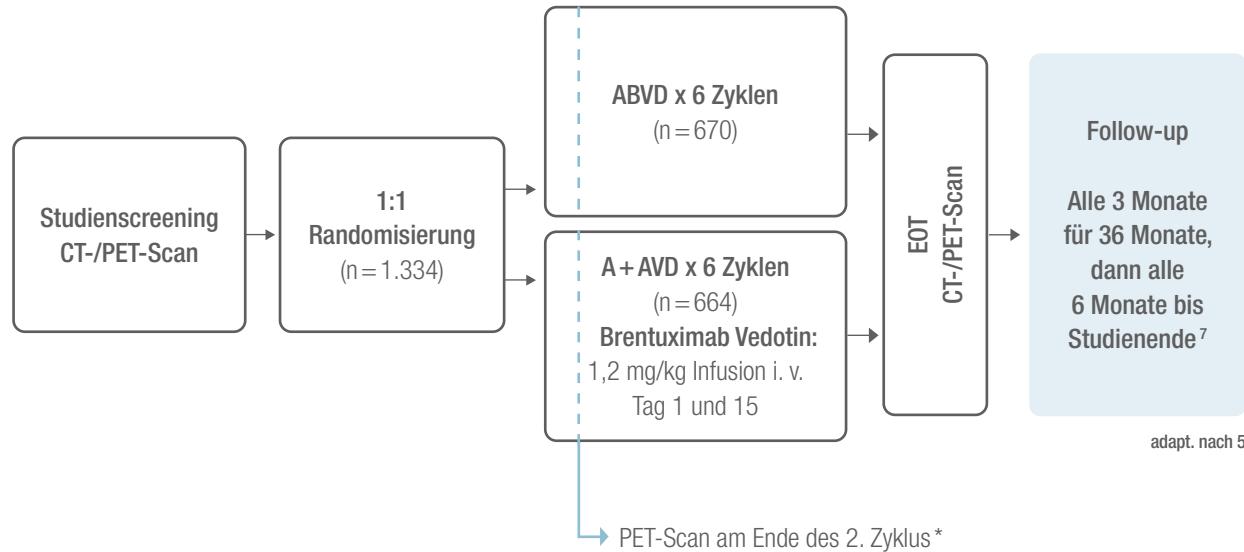 Studienscreening
CT-/PET-Scan
1:1
Randomisierung
(n = 1.334)
ABVD x 6 Zyklen
(n = 670)
A + AVD x 6 Zyklen
(n = 664)
Brentuximab Vedotin:
1,2 mg/kg Infusion i. v.
Tag 1 und 15
EOT
CT-/PET-Scan
Follow-up
Alle 3 Monate
für 36 Monate,
dann alle
6 Monate bis
Studienende 7
adapt. nach 5
PET-Scan am Ende des 2. Zyklus *